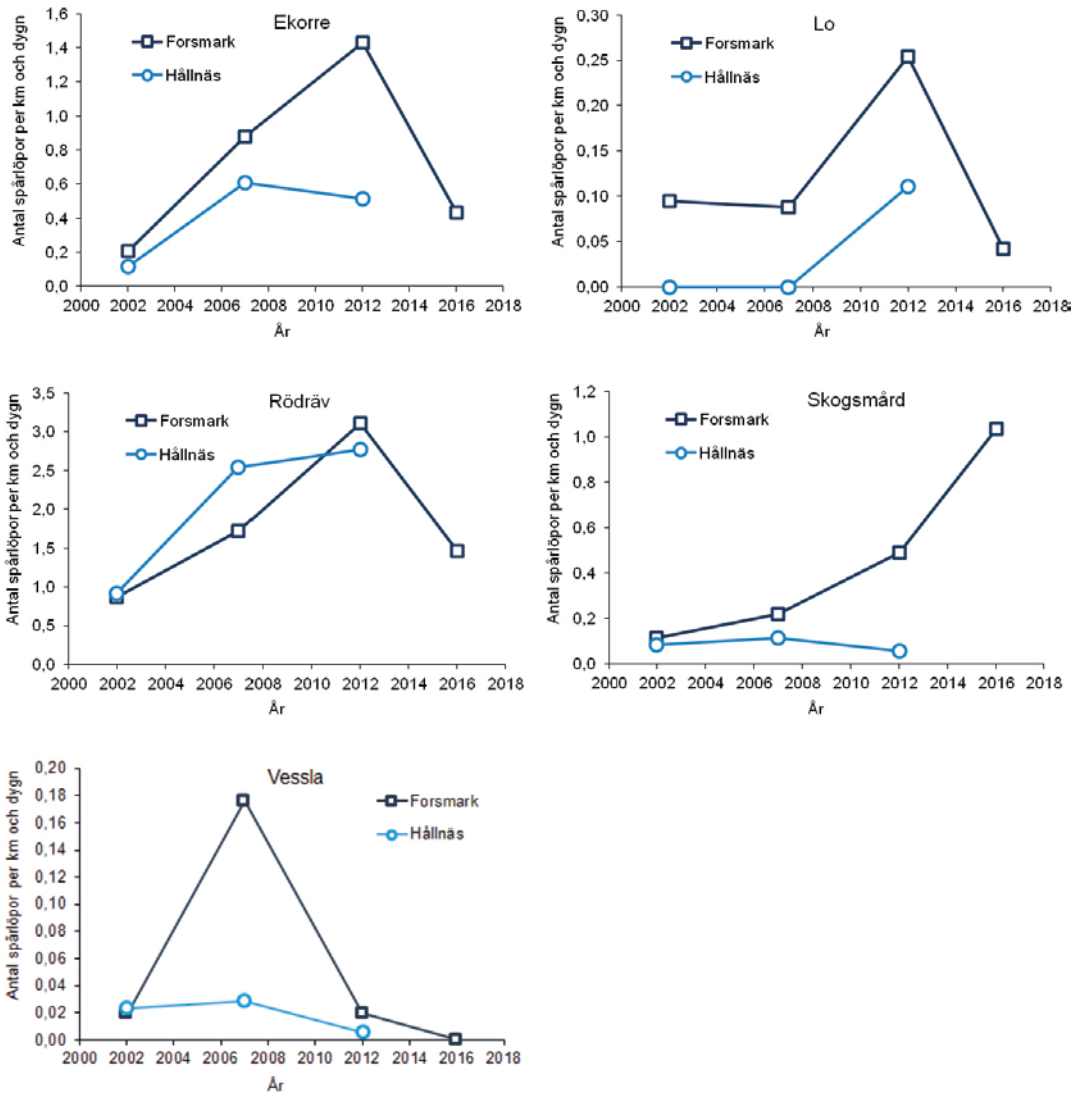 Ekorre
Forsmark
Hållnäs
Antal spårlöpor per km och dygn
1,6
1,4
1,2
1,0
0,8
0,6
0,4
0,2
0,0
2000 2002 2004 2006 2008 2010 2012 2014 2016 2018
År
Lo
Forsmark
Hållnäs
Antal spårlöpor per km och dygn
0,30
0,25
0,20
0,15
0,10
0,05
0,00
2000 2002 2004 2006 2008 2010 2012 2014 2016 2018
År
Rödräv
Forsmark
Hållnäs
Antal spårlöpor per km och dygn
3,5
3,0
2,5
2,0
1,5
1,0
0,5
0,0
2000 2002 2004 2006 2008 2010 2012 2014 2016 2018
År
Skogsmård
Forsmark
Hållnäs
Antal spårlöpor per km och dygn
1,2
1,0
0,8
0,6
0,4
0,2
0,0
2000 2002 2004 2006 2008 2010 2012 2014 2016 2018
År
Vessla
Forsmark
Hållnäs
Antal spårlöpor per km och dygn
0,20
0,18
0,16
0,14
0,12
0,10
0,08
0,06
0,04
0,02
0,00
2000 2002 2004 2006 2008 2010 2012 2014 2016 2018
År